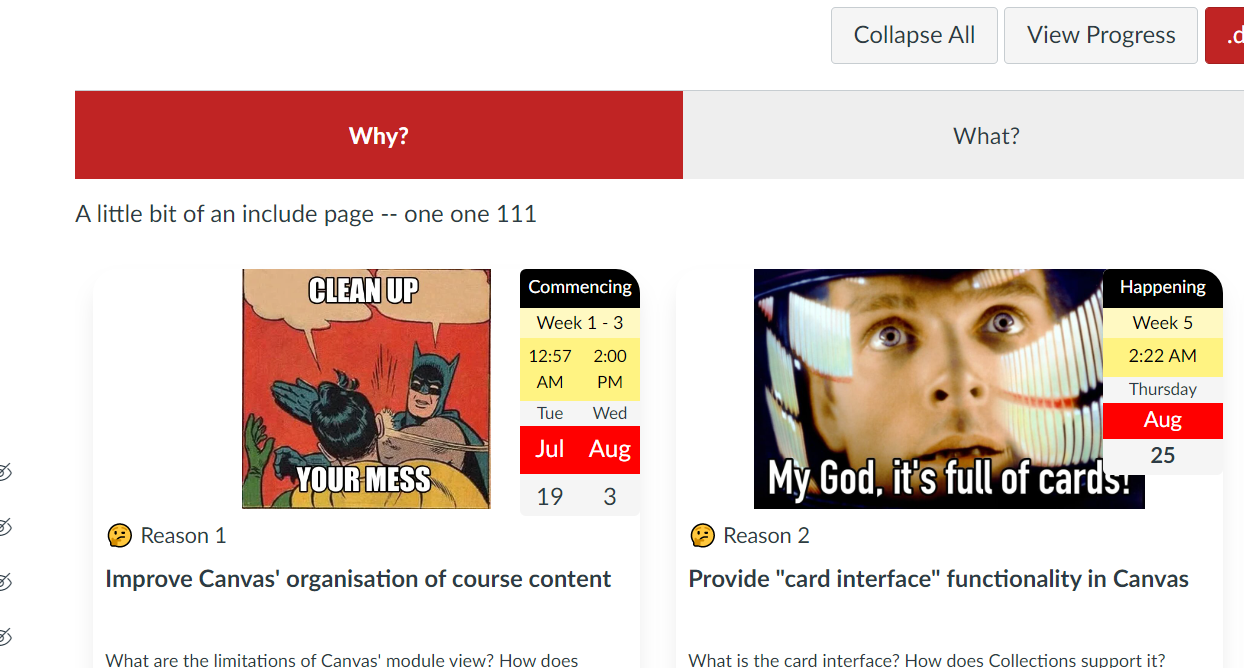 Collapse All
View Progress
.d
Why?
What?
A little bit of an include page -- one one 111
CLEAN UP
YOUR MESS
Commencing
Week 1 - 3
12:57 2:00
AM PM
Tue Wed
Jul Aug
19 3
My God, it's full of cards!
Happening
Week 5
2:22 AM
Thursday
Aug
25
Reason 1
Improve Canvas' organisation of course content
What are the limitations of Canvas' module view? How does
Reason 2
Provide "card interface" functionality in Canvas
What is the card interface? How does Collections support it?